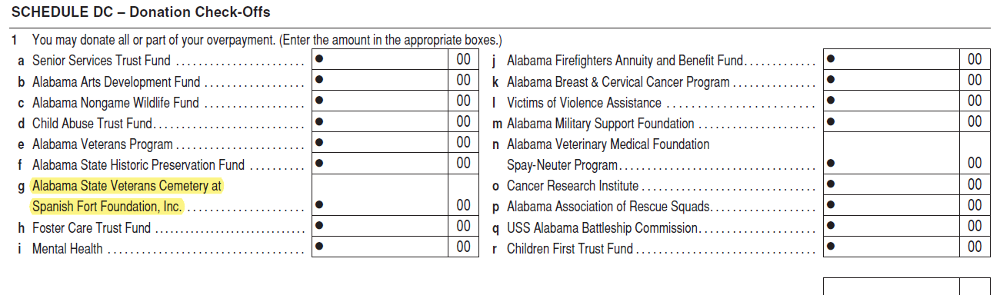 SCHEDULE DC – Donation Check-Offs
1 You may donate all or part of your overpayment. (Enter the amount in the appropriate boxes.)
a Senior Services Trust Fund ....................... ● 00
b Alabama Arts Development Fund .................. ● 00
c Alabama Nongame Wildlife Fund .................. ● 00
d Child Abuse Trust Fund........................... ● 00
e Alabama Veterans Program ....................... ● 00
f Alabama State Historic Preservation Fund .......... ● 00
g Alabama State Veterans Cemetery at
Spanish Fort Foundation, Inc. ..................... ● 00
h Foster Care Trust Fund ............................. ● 00
i Mental Health ................................... ● 00
j Alabama Firefighters Annuity and Benefit Fund............. ● 00
k Alabama Breast & Cervical Cancer Program ............... ● 00
l Victims of Violence Assistance .......................... ● 00
m Alabama Military Support Foundation ..................... ● 00
n Alabama Veterinary Medical Foundation
Spay-Neuter Program................................... ● 00
o Cancer Research Institute ............................... ● 00
p Alabama Association of Rescue Squads................... ● 00
q USS Alabama Battleship Commission..................... ● 00
r Children First Trust Fund ................................ ● 00